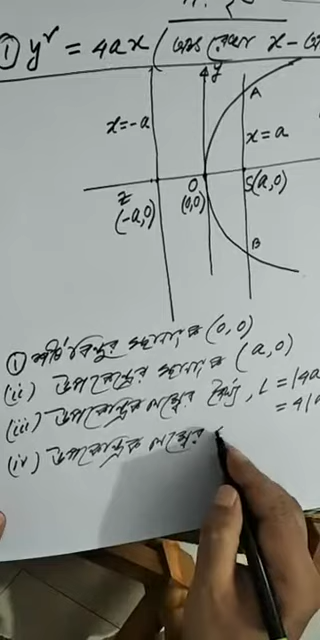 ① y² = 4ax (
y
A
x = -a
x = a
Z
O
S(a,0)
(-a,0)
(0,0)
B
① শীর্ষবিন্দুর স্থানাঙ্ক (0,0)
(ii) উপকেন্দ্রের স্থানাঙ্ক (a,0)
(iii) উপকেন্দ্রিক লম্বের দৈর্ঘ্য, L = |4a
= 4|a
(iv) উপকেন্দ্রিক লম্বের